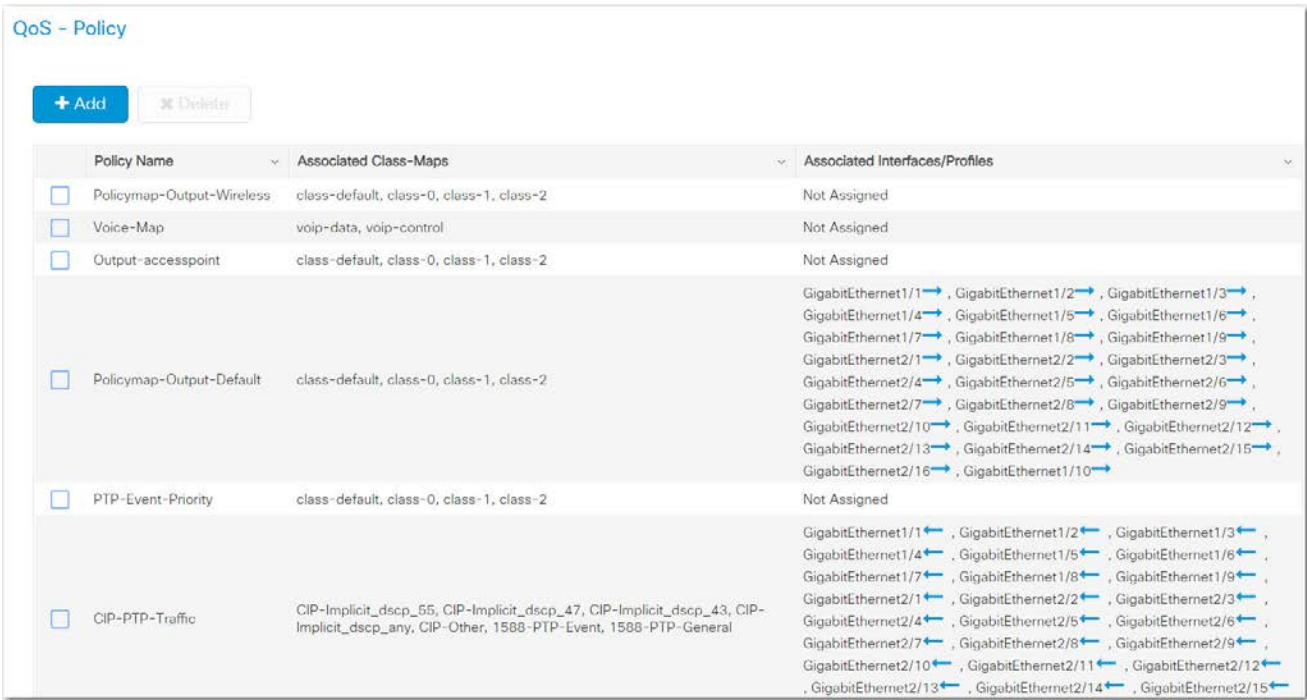 QoS - Policy
+ Add
✖ Delete
Policy Name Associated Class-Maps Associated Interfaces/Profiles
Policymap-Output-Wireless class-default, class-0, class-1, class-2 Not Assigned
Voice-Map voip-data, voip-control Not Assigned
Output-accesspoint class-default, class-0, class-1, class-2 Not Assigned
Policymap-Output-Default class-default, class-0, class-1, class-2
GigabitEthernet1/1→ , GigabitEthernet1/2→ , GigabitEthernet1/3→ ,
GigabitEthernet1/4→ , GigabitEthernet1/5→ , GigabitEthernet1/6→ ,
GigabitEthernet1/7→ , GigabitEthernet1/8→ , GigabitEthernet1/9→ ,
GigabitEthernet2/1→ , GigabitEthernet2/2→ , GigabitEthernet2/3→ ,
GigabitEthernet2/4→ , GigabitEthernet2/5→ , GigabitEthernet2/6→ ,
GigabitEthernet2/7→ , GigabitEthernet2/8→ , GigabitEthernet2/9→ ,
GigabitEthernet2/10→ , GigabitEthernet2/11→ , GigabitEthernet2/12→ ,
GigabitEthernet2/13→ , GigabitEthernet2/14→ , GigabitEthernet2/15→ ,
GigabitEthernet2/16→ , GigabitEthernet1/10→
PTP-Event-Priority class-default, class-0, class-1, class-2 Not Assigned
CIP-PTP-Traffic
CIP-Implicit_dscp_55, CIP-Implicit_dscp_47, CIP-Implicit_dscp_43, CIP-
Implicit_dscp_any, CIP-Other, 1588-PTP-Event, 1588-PTP-General
GigabitEthernet1/1← , GigabitEthernet1/2← , GigabitEthernet1/3← ,
GigabitEthernet1/4← , GigabitEthernet1/5← , GigabitEthernet1/6← ,
GigabitEthernet1/7← , GigabitEthernet1/8← , GigabitEthernet1/9← ,
GigabitEthernet2/1← , GigabitEthernet2/2← , GigabitEthernet2/3← ,
GigabitEthernet2/4← , GigabitEthernet2/5← , GigabitEthernet2/6← ,
GigabitEthernet2/7← , GigabitEthernet2/8← , GigabitEthernet2/9← ,
GigabitEthernet2/10← , GigabitEthernet2/11← , GigabitEthernet2/12←
, GigabitEthernet2/13← , GigabitEthernet2/14← , GigabitEthernet2/15←